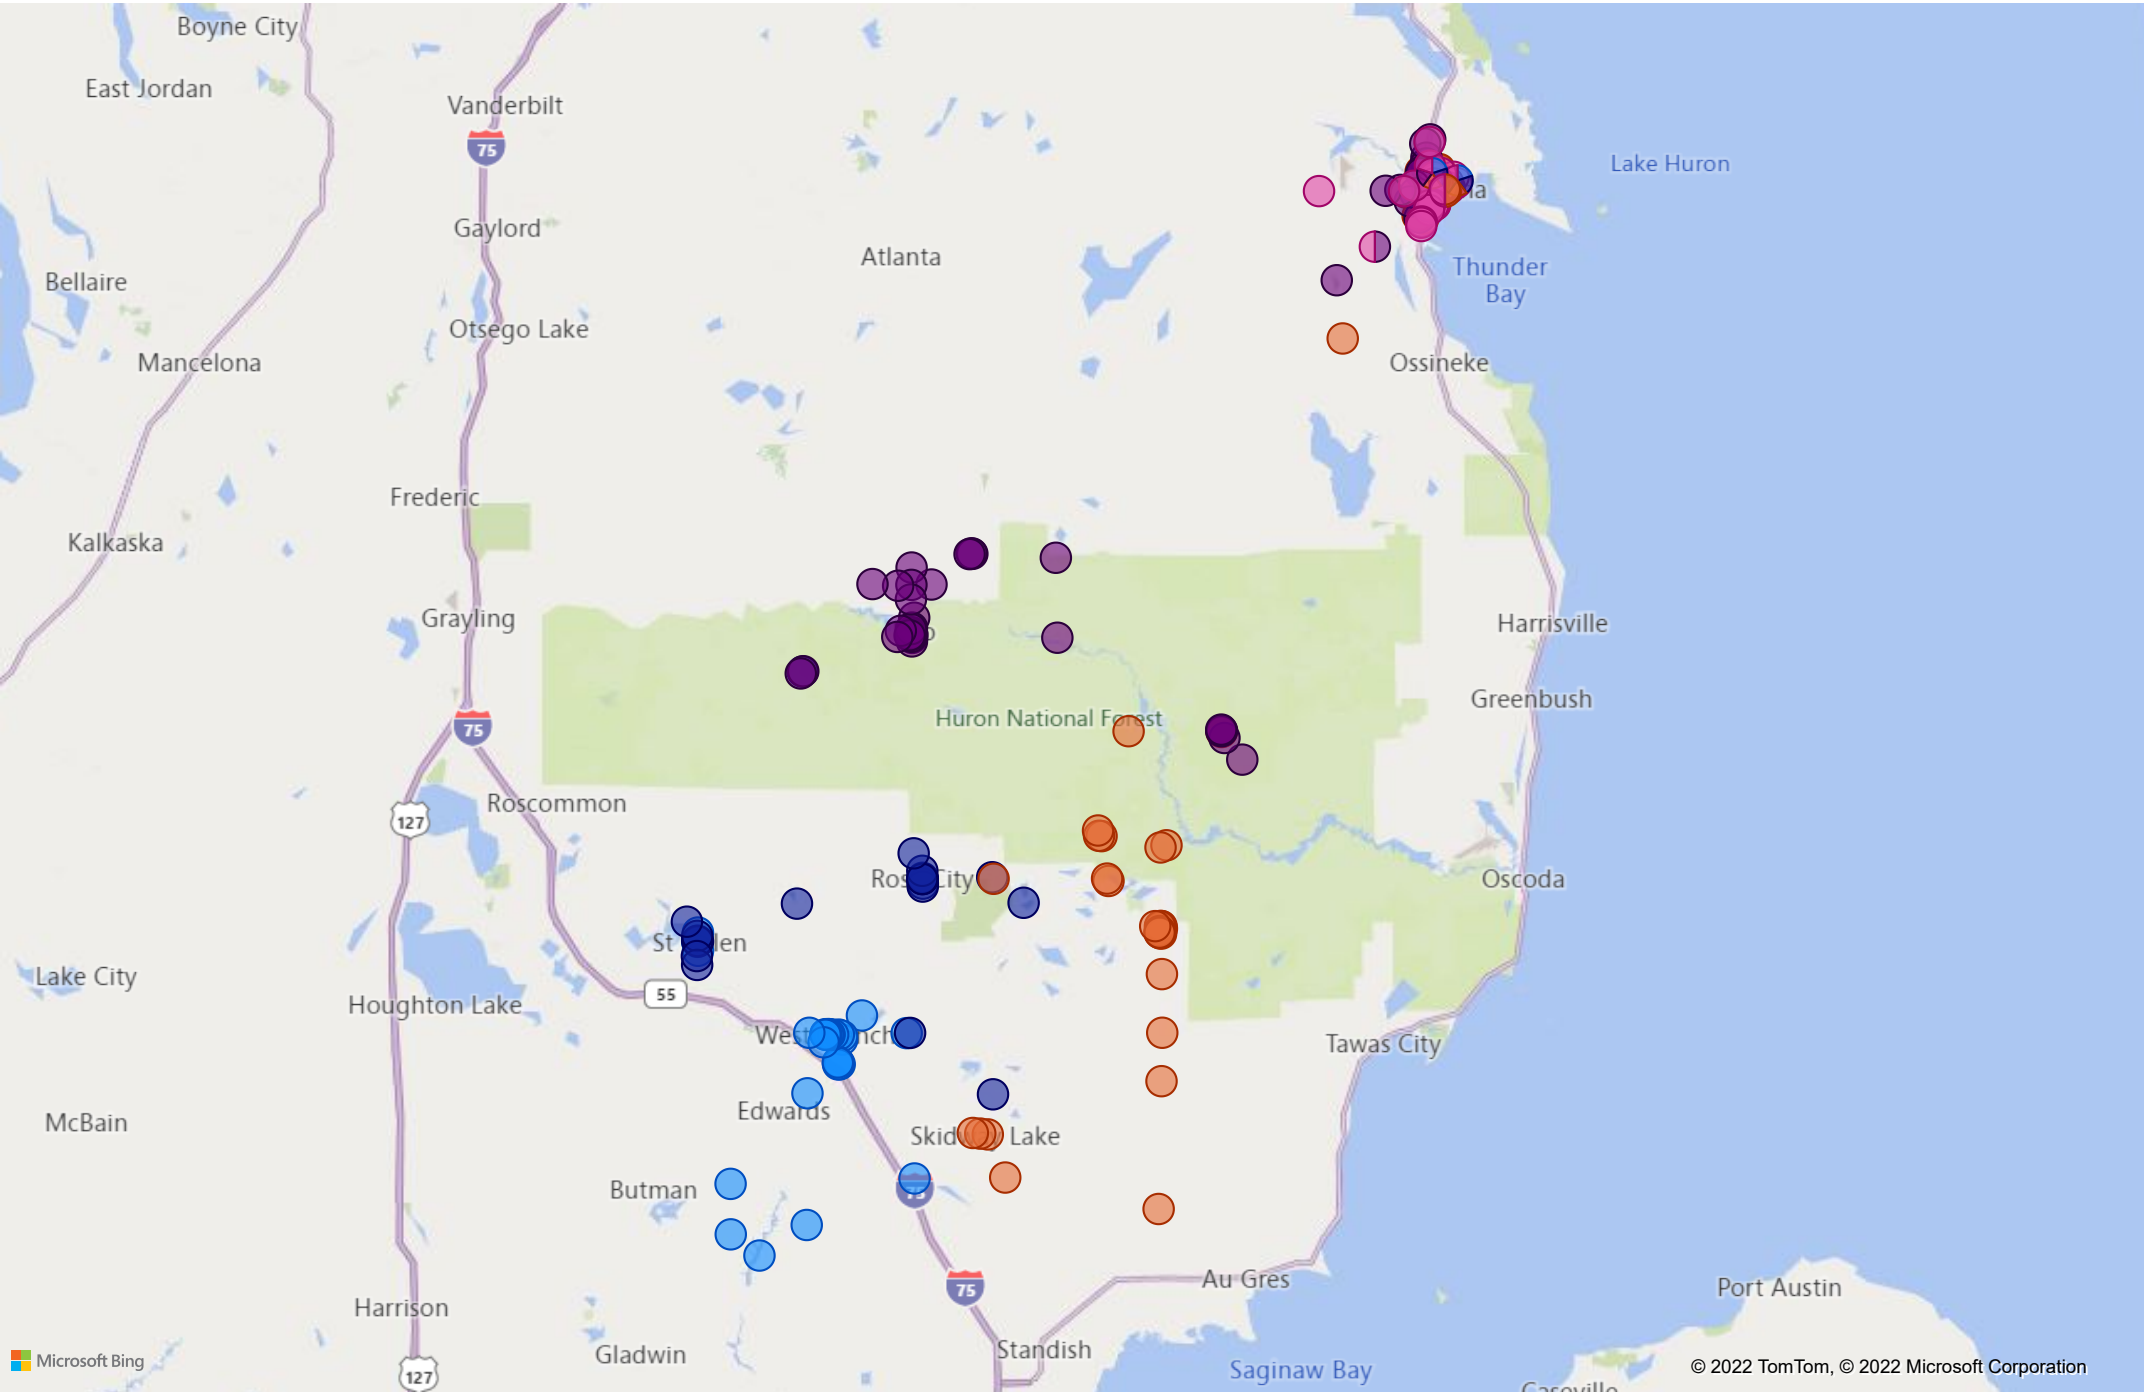 Boyne City
East Jordan
Vanderbilt
75
Lake Huron
Gaylord
Atlanta
Thunder
Bay
Bellaire
Otsego Lake
Mancelona
Ossineke
Frederic
Kalkaska
Grayling
Harrisville
Greenbush
Huron National Forest
75
Roscommon
127
Oscoda
Lake City
55
Houghton Lake
Tawas City
Edwards
McBain
Lake
Butman
75
Au Gres
75
Port Austin
Harrison
Standish
Gladwin
Saginaw Bay
127
Microsoft Bing
© 2022 TomTom, © 2022 Microsoft Corporation